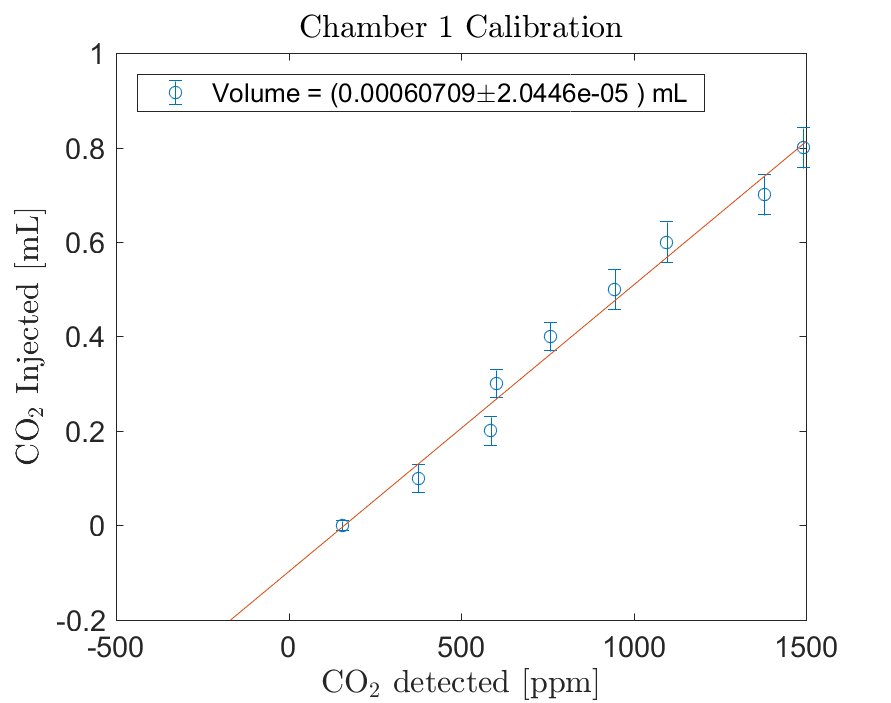 Chamber 1 Calibration
1
Volume = (0.00060709±2.0446e-05 ) mL
0.8
0.6
0.4
0.2
0
-0.2
CO₂ Injected [mL]
-500 0 500 1000 1500
CO₂ detected [ppm]